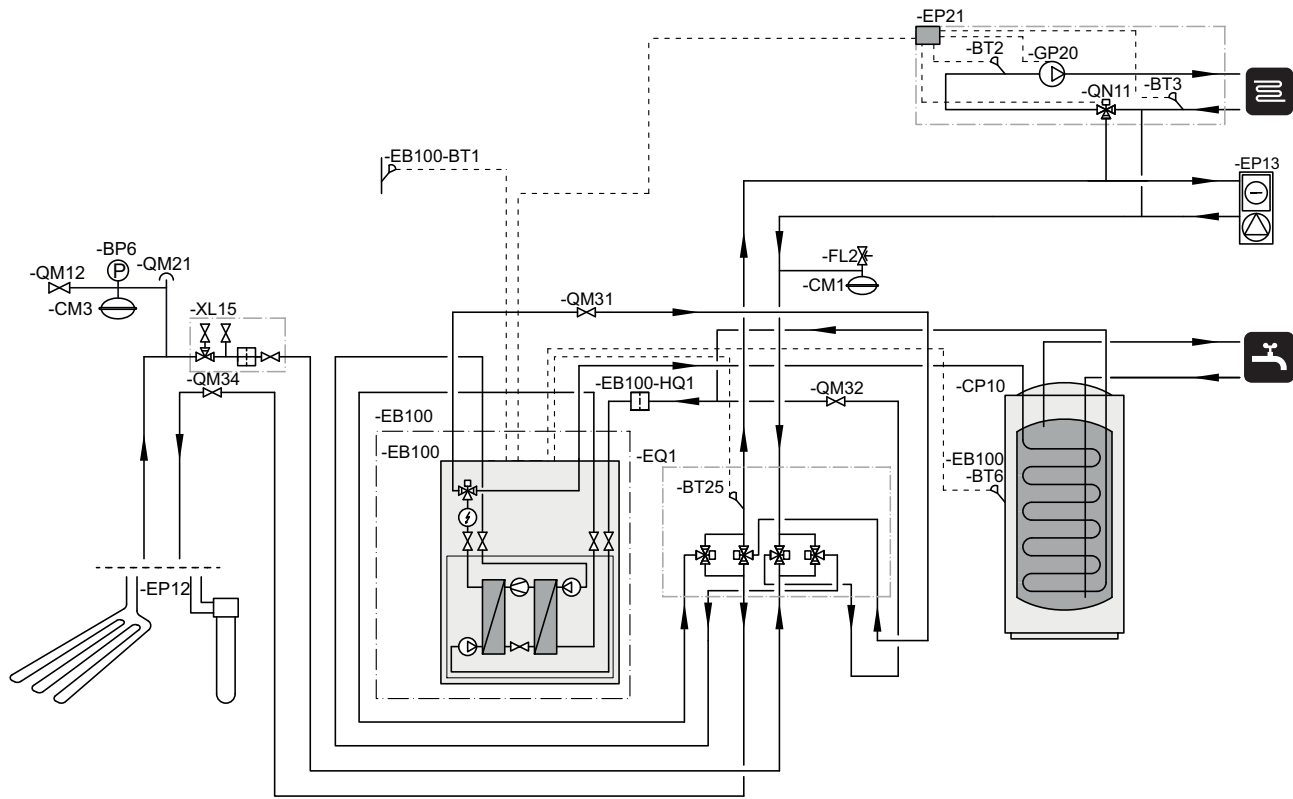 -EP21
-BT2
-GP20
-QN11
-BT3
-EB100-BT1
-EP13
-BP6
-QM12
-QM21
P
-CM3
-FL2
-CM1
-XL15
-QM31
-QM34
-EB100-HQ1
-QM32
-CP10
-EB100
-EB100
-EQ1
-EB100
-BT6
-BT25
-EP12